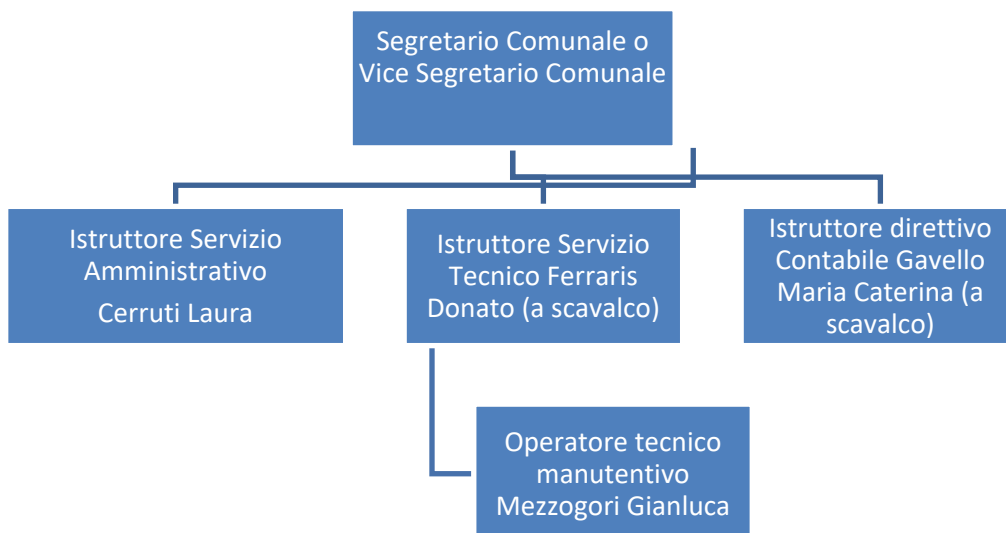 Segretario Comunale o
Vice Segretario Comunale
Istruttore Servizio
Amministrativo
Cerruti Laura
Istruttore Servizio
Tecnico Ferraris
Donato (a scavalco)
Istruttore direttivo
Contabile Gavello
Maria Caterina (a
scavalco)
Operatore tecnico
manutentivo
Mezzogori Gianluca